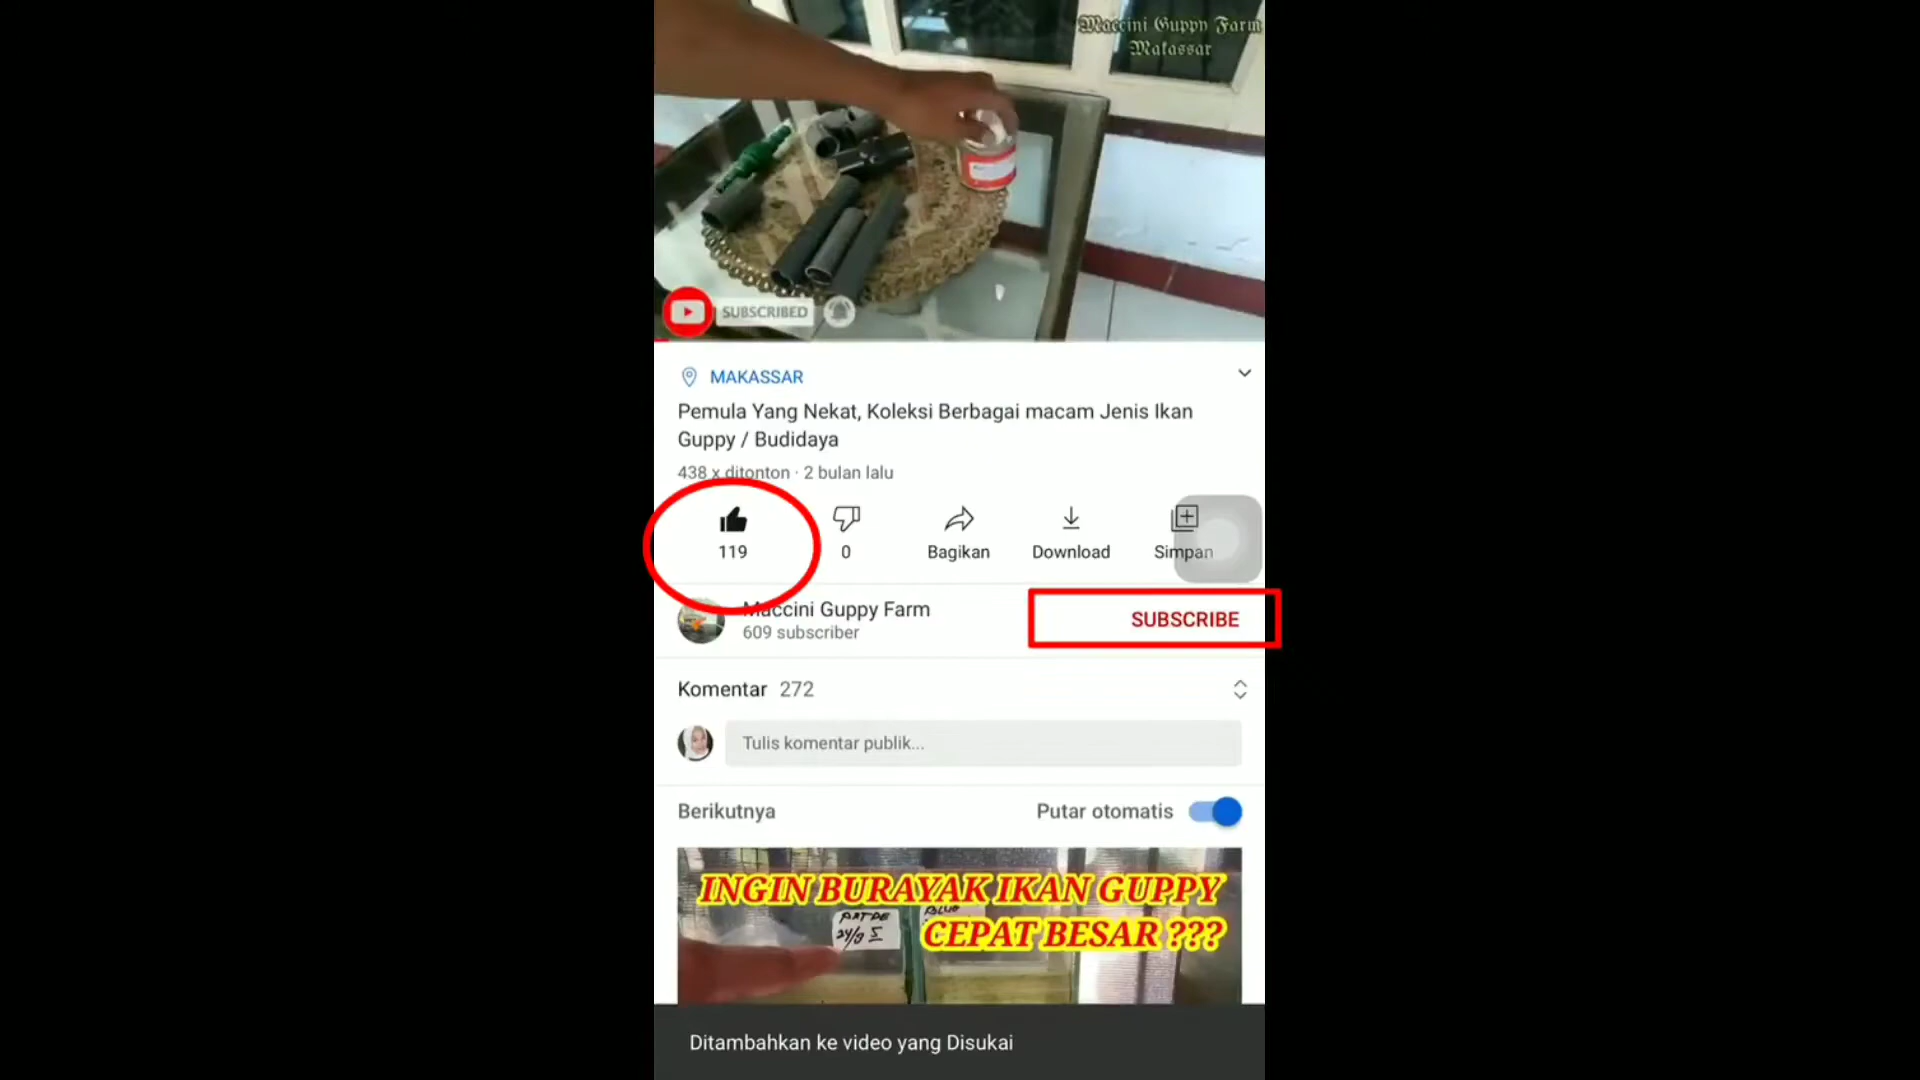 Maccini Guppy Farm
Makassar
SUBSCRIBED
MAKASSAR
Pemula Yang Nekat, Koleksi Berbagai macam Jenis Ikan
Guppy / Budidaya
438 x ditonton · 2 bulan lalu
119
0
Bagikan
Download
Simpan
Maccini Guppy Farm
609 subscriber
SUBSCRIBE
Komentar 272
Tulis komentar publik...
Berikutnya
Putar otomatis
INGIN BURAYAK IKAN GUPPY
CEPAT BESAR ???
Ditambahkan ke video yang Disukai